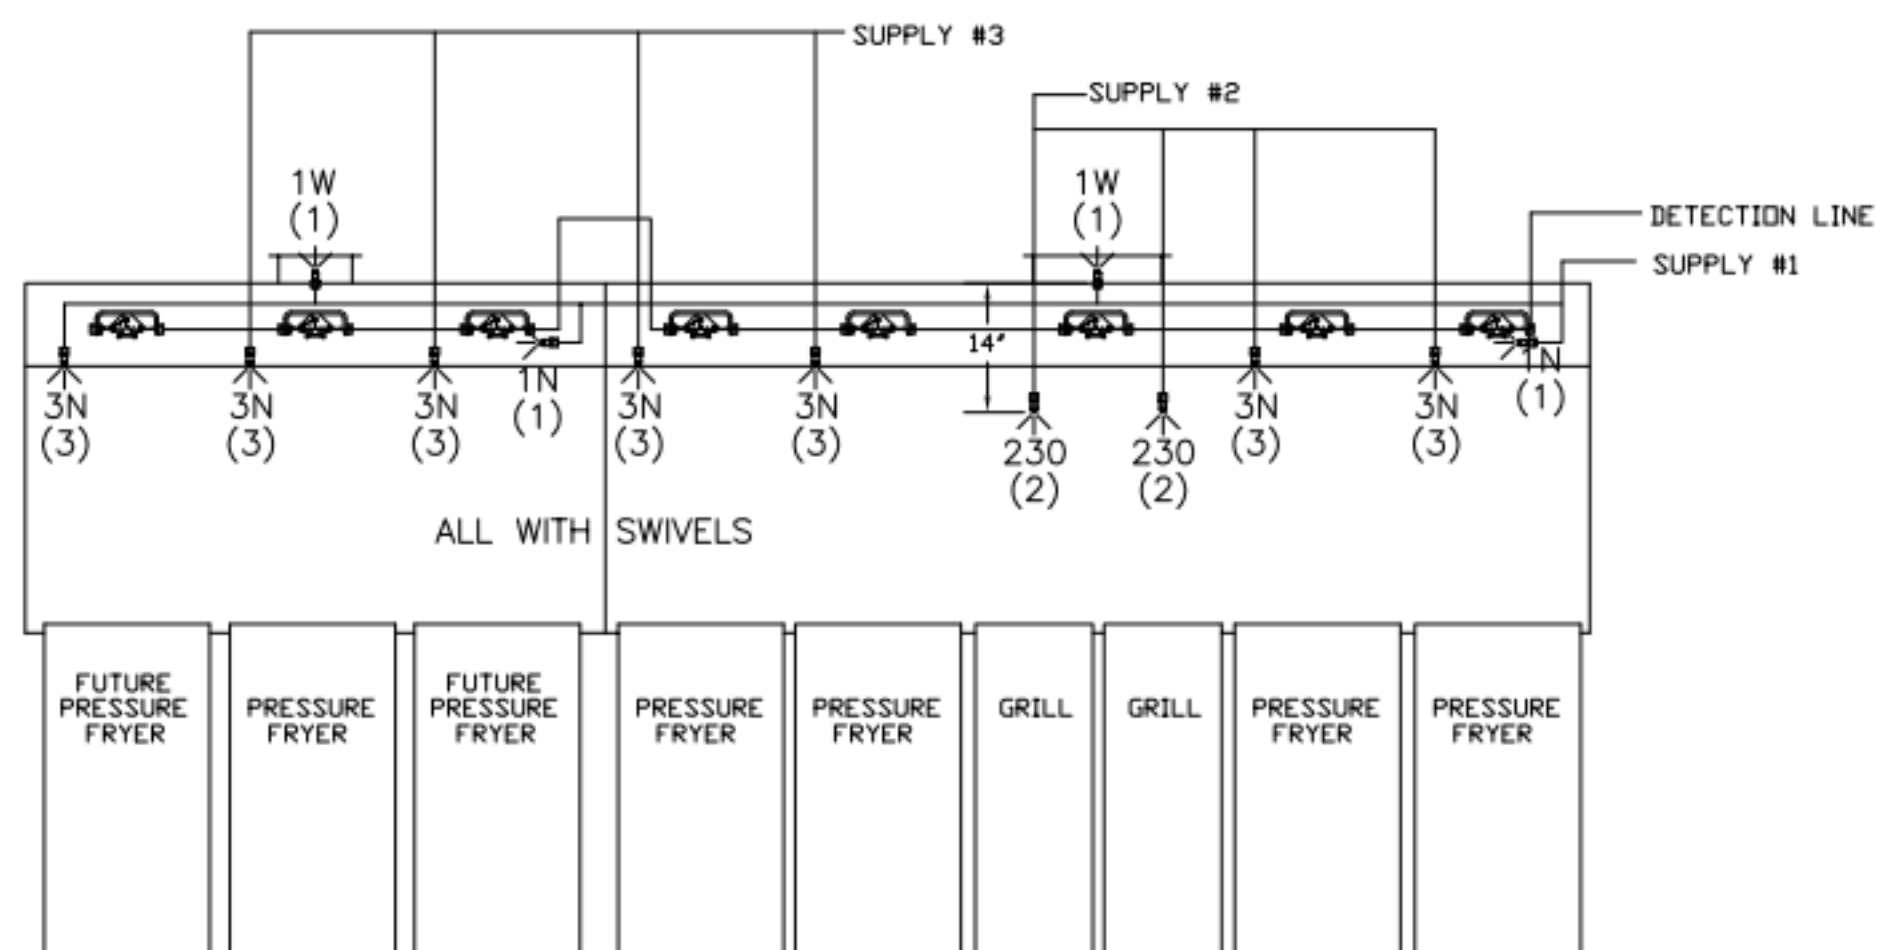 SUPPLY #3
SUPPLY #2
1W
(1)
1W
(1)
DETECTION LINE
SUPPLY #1
14"
1N
(1)
1N
(1)
3N
(3)
3N
(3)
3N
(3)
3N
(3)
3N
(3)
230
(2)
230
(2)
3N
(3)
3N
(3)
ALL WITH SWIVELS
FUTURE
PRESSURE
FRYER
PRESSURE
FRYER
FUTURE
PRESSURE
FRYER
PRESSURE
FRYER
PRESSURE
FRYER
GRILL
GRILL
PRESSURE
FRYER
PRESSURE
FRYER